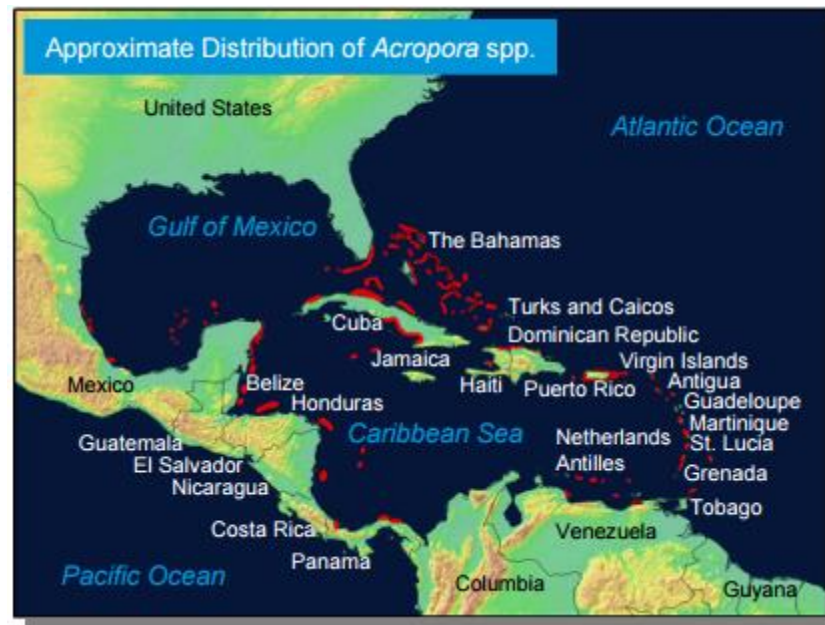 Approximate Distribution of Acropora spp.
United States
Atlantic Ocean
Gulf of Mexico
The Bahamas
Turks and Caicos
Cuba
Dominican Republic
Jamaica
Virgin Islands
Mexico
Belize
Haiti
Puerto Rico
Antigua
Honduras
Guadeloupe
Martinique
Guatemala
Caribbean Sea
Netherlands
Antilles
St. Lucia
El Salvador
Grenada
Nicaragua
Tobago
Costa Rica
Venezuela
Panama
Pacific Ocean
Columbia
Guyana